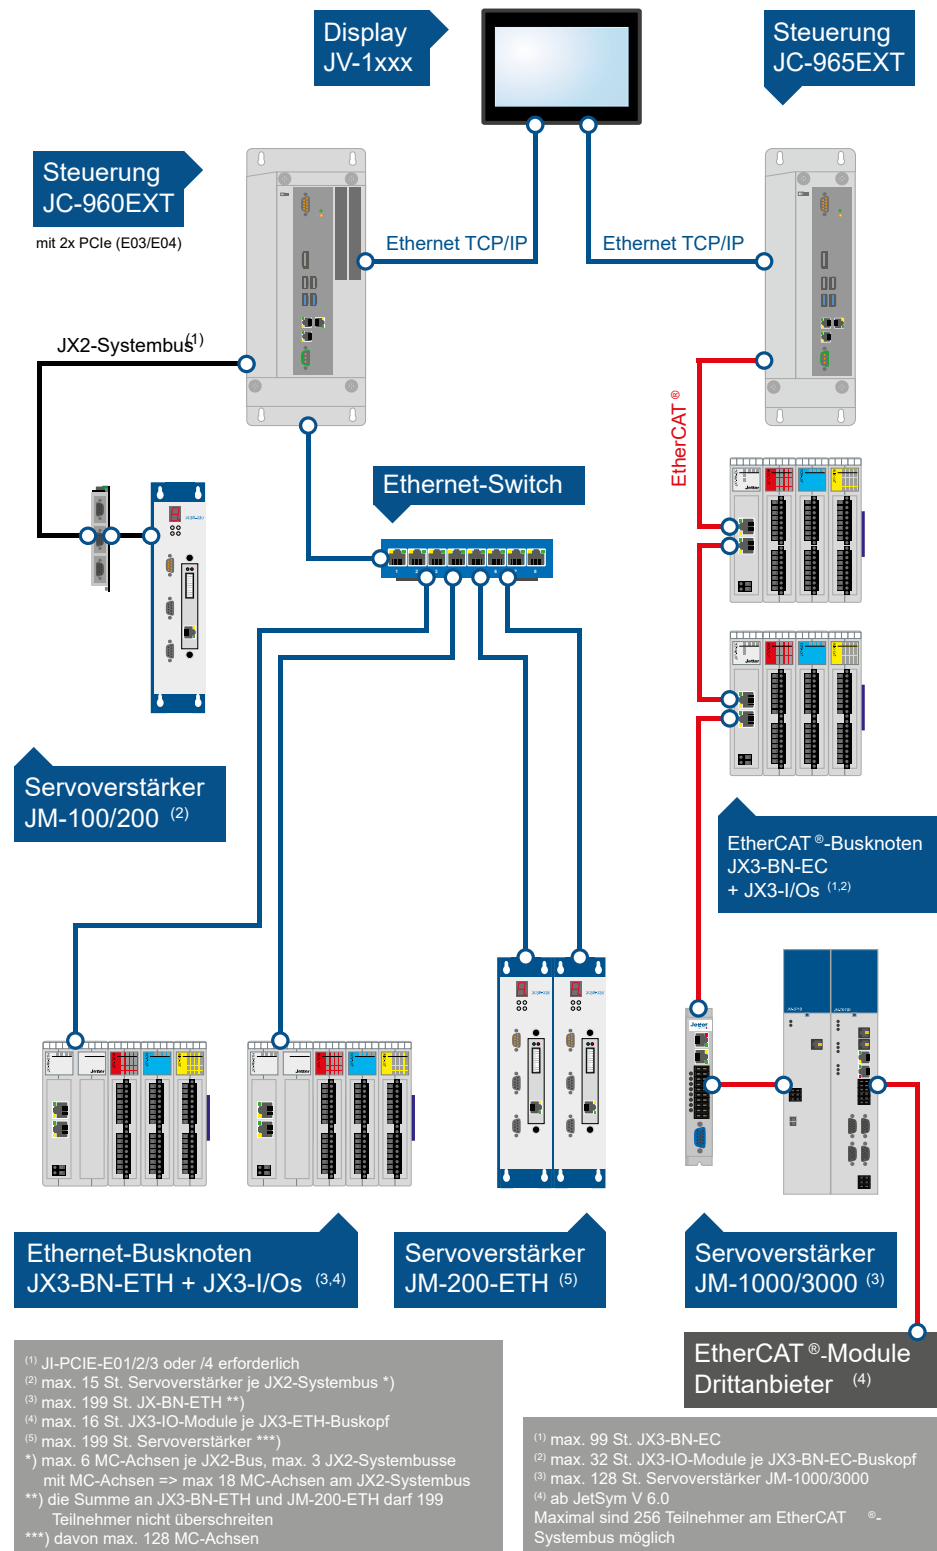 Display
JV-1xxx
Steuerung
JC-965EXT
Steuerung
JC-960EXT
mit 2x PCIe (E03/E04)
Ethernet TCP/IP
Ethernet TCP/IP
JX2-Systembus (1)
EtherCAT ®
Ethernet-Switch
Jetter
Jetter
Servoverstärker
JM-100/200 (2)
EtherCAT ®-Busknoten
JX3-BN-EC
+ JX3-I/Os (1,2)
Jetter
Jetter
Jetter
Ethernet-Busknoten
JX3-BN-ETH + JX3-I/Os (3,4)
Servoverstärker
JM-200-ETH (5)
Servoverstärker
JM-1000/3000 (3)
EtherCAT ®-Module
Drittanbieter (4)
(1) JI-PCIE-E01/2/3 oder /4 erforderlich
(2) max. 15 St. Servoverstärker je JX2-Systembus *)
(3) max. 199 St. JX-BN-ETH **)
(4) max. 16 St. JX3-IO-Module je JX3-ETH-Buskopf
(5) max. 199 St. Servoverstärker ***)
*) max. 6 MC-Achsen je JX2-Bus, max. 3 JX2-Systembusse
mit MC-Achsen => max 18 MC-Achsen am JX2-Systembus
**) die Summe an JX3-BN-ETH und JM-200-ETH darf 199
Teilnehmer nicht überschreiten
***) davon max. 128 MC-Achsen
(1) max. 99 St. JX3-BN-EC
(2) max. 32 St. JX3-IO-Module je JX3-BN-EC-Buskopf
(3) max. 128 St. Servoverstärker JM-1000/3000
(4) ab JetSym V 6.0
Maximal sind 256 Teilnehmer am EtherCAT ®-
Systembus möglich